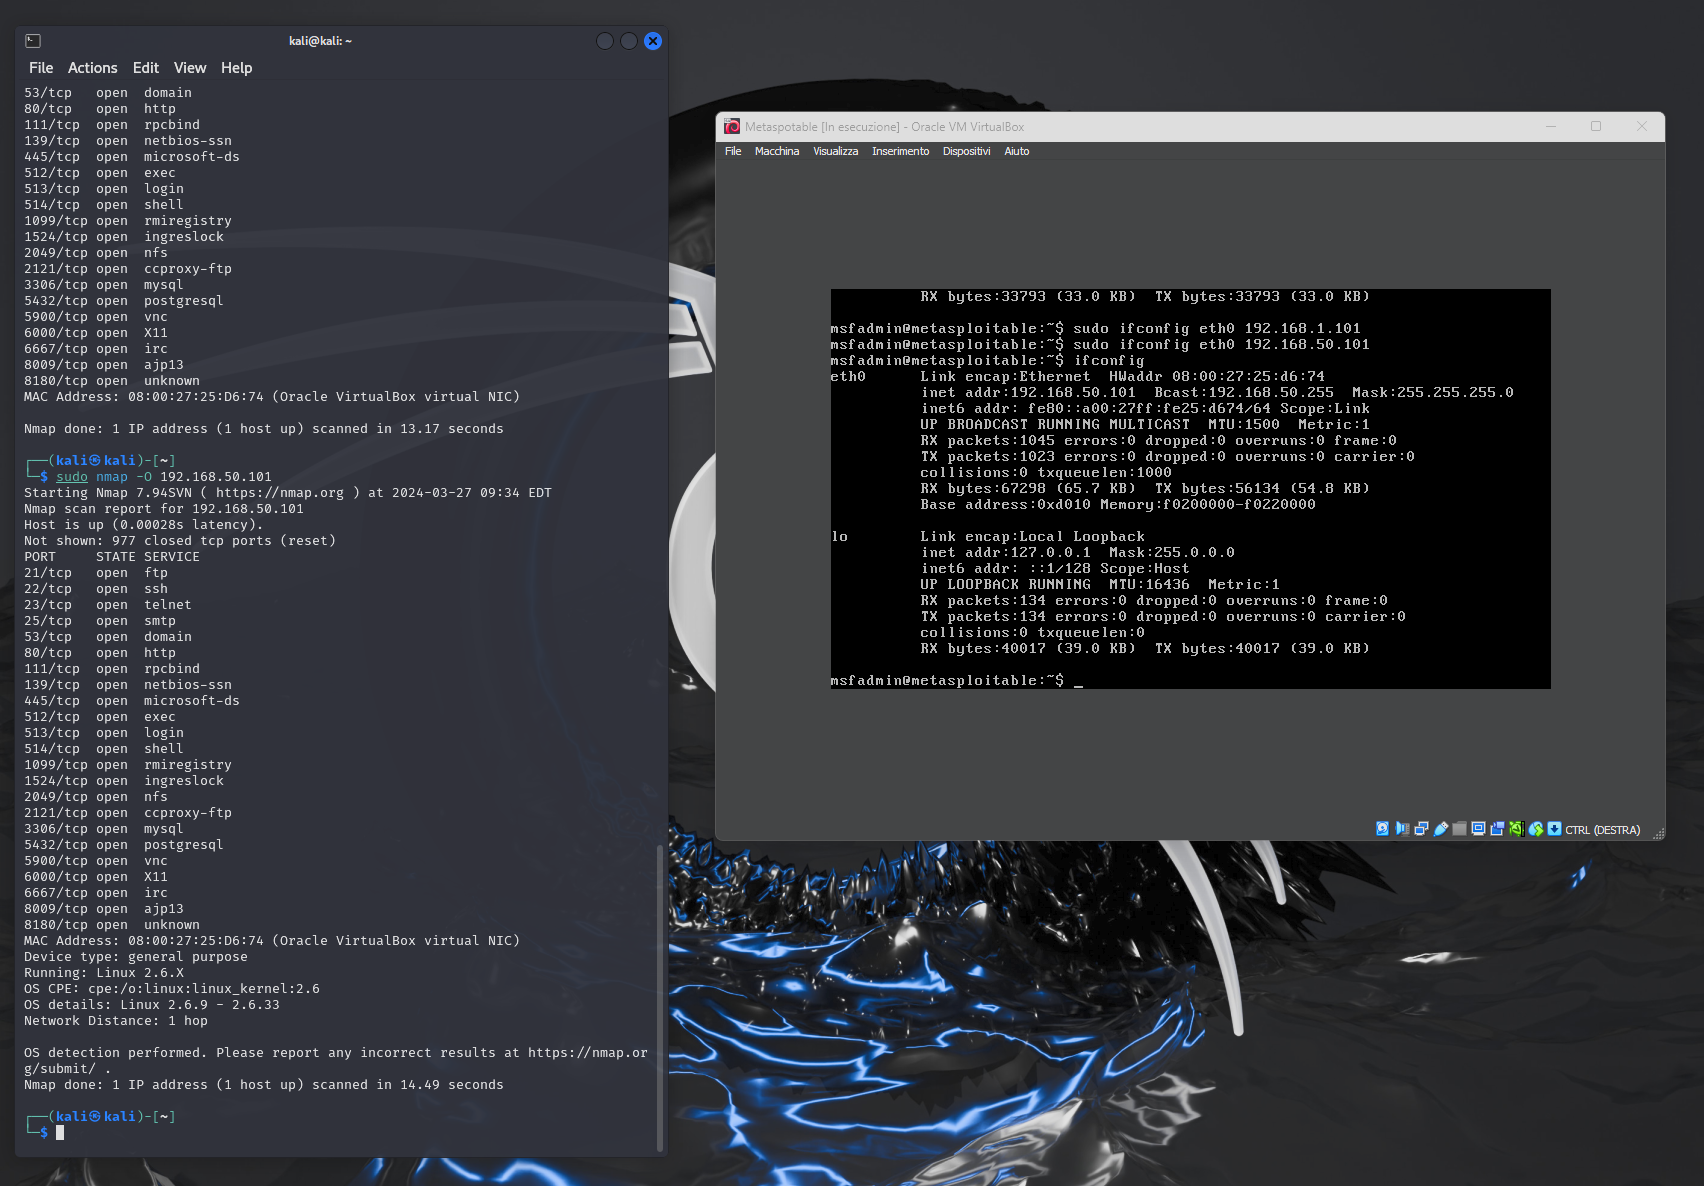 kali@kali: ~
File Actions Edit View Help
53/tcp open domain
80/tcp open http
111/tcp open rpcbind
139/tcp open netbios-ssn
445/tcp open microsoft-ds
512/tcp open exec
513/tcp open login
514/tcp open shell
1099/tcp open rmiregistry
1524/tcp open ingreslock
2049/tcp open nfs
2121/tcp open ccproxy-ftp
3306/tcp open mysql
5432/tcp open postgresql
5900/tcp open vnc
6000/tcp open X11
6667/tcp open irc
8009/tcp open ajp13
8180/tcp open unknown
MAC Address: 08:00:27:25:D6:74 (Oracle VirtualBox virtual NIC)
Nmap done: 1 IP address (1 host up) scanned in 13.17 seconds
┌──(kali㉿kali)-[~]
└─$ sudo nmap -O 192.168.50.101
Starting Nmap 7.94SVN ( https://nmap.org ) at 2024-03-27 09:34 EDT
Nmap scan report for 192.168.50.101
Host is up (0.00028s latency).
Not shown: 977 closed tcp ports (reset)
PORT STATE SERVICE
21/tcp open ftp
22/tcp open ssh
23/tcp open telnet
25/tcp open smtp
53/tcp open domain
80/tcp open http
111/tcp open rpcbind
139/tcp open netbios-ssn
445/tcp open microsoft-ds
512/tcp open exec
513/tcp open login
514/tcp open shell
1099/tcp open rmiregistry
1524/tcp open ingreslock
2049/tcp open nfs
2121/tcp open ccproxy-ftp
3306/tcp open mysql
5432/tcp open postgresql
5900/tcp open vnc
6000/tcp open X11
6667/tcp open irc
8009/tcp open ajp13
8180/tcp open unknown
MAC Address: 08:00:27:25:D6:74 (Oracle VirtualBox virtual NIC)
Device type: general purpose
Running: Linux 2.6.X
OS CPE: cpe:/o:linux:linux_kernel:2.6
OS details: Linux 2.6.9 - 2.6.33
Network Distance: 1 hop
OS detection performed. Please report any incorrect results at https://nmap.or
g/submit/ .
Nmap done: 1 IP address (1 host up) scanned in 14.49 seconds
┌──(kali㉿kali)-[~]
└─$
Metaspotable [In esecuzione] - Oracle VM VirtualBox
File Macchina Visualizza Inserimento Dispositivi Aiuto
RX bytes:33793 (33.0 KB) TX bytes:33793 (33.0 KB)
msfadmin@metasploitable:~$ sudo ifconfig eth0 192.168.1.101
msfadmin@metasploitable:~$ sudo ifconfig eth0 192.168.50.101
msfadmin@metasploitable:~$ ifconfig
eth0 Link encap:Ethernet HWaddr 08:00:27:25:d6:74
inet addr:192.168.50.101 Bcast:192.168.50.255 Mask:255.255.255.0
inet6 addr: fe80::a00:27ff:fe25:d674/64 Scope:Link
UP BROADCAST RUNNING MULTICAST MTU:1500 Metric:1
RX packets:1045 errors:0 dropped:0 overruns:0 frame:0
TX packets:1023 errors:0 dropped:0 overruns:0 carrier:0
collisions:0 txqueuelen:1000
RX bytes:67298 (65.7 KB) TX bytes:56134 (54.8 KB)
Base address:0xd010 Memory:f0200000-f0220000
lo Link encap:Local Loopback
inet addr:127.0.0.1 Mask:255.0.0.0
inet6 addr: ::1/128 Scope:Host
UP LOOPBACK RUNNING MTU:16436 Metric:1
RX packets:134 errors:0 dropped:0 overruns:0 frame:0
TX packets:134 errors:0 dropped:0 overruns:0 carrier:0
collisions:0 txqueuelen:0
RX bytes:40017 (39.0 KB) TX bytes:40017 (39.0 KB)
msfadmin@metasploitable:~$ _
CTRL (DESTRA)